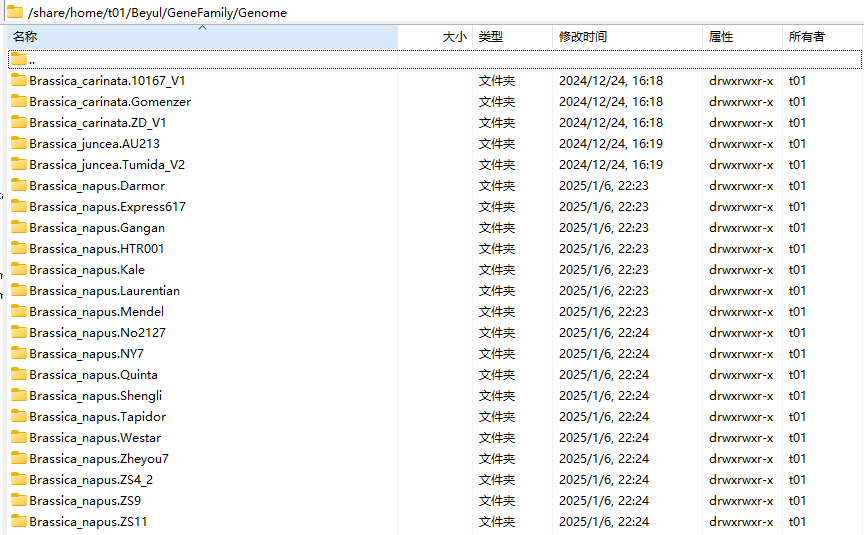 /share/home/t01/Beyul/GeneFamily/Genome
名称 大小 类型 修改时间 属性 所有者
..
Brassica_carinata.10167_V1 文件夹 2024/12/24, 16:18 drwxrwxr-x t01
Brassica_carinata.Gomenzer 文件夹 2024/12/24, 16:18 drwxrwxr-x t01
Brassica_carinata.ZD_V1 文件夹 2024/12/24, 16:18 drwxrwxr-x t01
Brassica_juncea.AU213 文件夹 2024/12/24, 16:19 drwxrwxr-x t01
Brassica_juncea.Tumida_V2 文件夹 2024/12/24, 16:19 drwxrwxr-x t01
Brassica_napus.Darmor 文件夹 2025/1/6, 22:23 drwxrwxr-x t01
Brassica_napus.Express617 文件夹 2025/1/6, 22:23 drwxrwxr-x t01
Brassica_napus.Gangan 文件夹 2025/1/6, 22:23 drwxrwxr-x t01
Brassica_napus.HTR001 文件夹 2025/1/6, 22:23 drwxrwxr-x t01
Brassica_napus.Kale 文件夹 2025/1/6, 22:23 drwxrwxr-x t01
Brassica_napus.Laurentian 文件夹 2025/1/6, 22:23 drwxrwxr-x t01
Brassica_napus.Mendel 文件夹 2025/1/6, 22:23 drwxrwxr-x t01
Brassica_napus.No2127 文件夹 2025/1/6, 22:24 drwxrwxr-x t01
Brassica_napus.NY7 文件夹 2025/1/6, 22:24 drwxrwxr-x t01
Brassica_napus.Quinta 文件夹 2025/1/6, 22:24 drwxrwxr-x t01
Brassica_napus.Shengli 文件夹 2025/1/6, 22:24 drwxrwxr-x t01
Brassica_napus.Tapidor 文件夹 2025/1/6, 22:24 drwxrwxr-x t01
Brassica_napus.Westar 文件夹 2025/1/6, 22:24 drwxrwxr-x t01
Brassica_napus.Zheyou7 文件夹 2025/1/6, 22:24 drwxrwxr-x t01
Brassica_napus.ZS4_2 文件夹 2025/1/6, 22:24 drwxrwxr-x t01
Brassica_napus.ZS9 文件夹 2025/1/6, 22:24 drwxrwxr-x t01
Brassica_napus.ZS11 文件夹 2025/1/6, 22:24 drwxrwxr-x t01